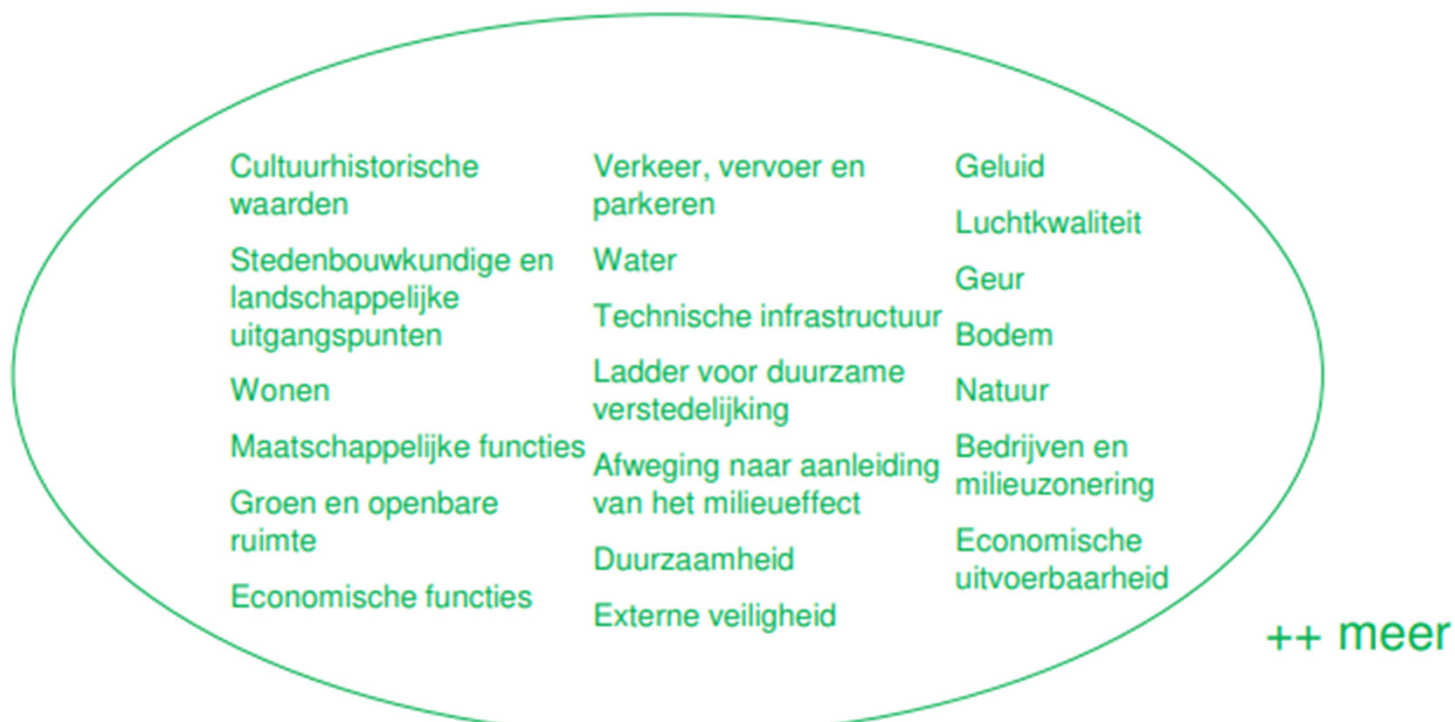 Cultuurhistorische
waarden
Stedenbouwkundige en
landschappelijke
uitgangspunten
Wonen
Maatschappelijke functies
Groen en openbare
ruimte
Economische functies
Verkeer, vervoer en
parkeren
Water
Technische infrastructuur
Ladder voor duurzame
verstedelijking
Afweging naar aanleiding
van het milieueffect
Duurzaamheid
Externe veiligheid
Geluid
Luchtkwaliteit
Geur
Bodem
Natuur
Bedrijven en
milieuzonering
Economische
uitvoerbaarheid
++ meer